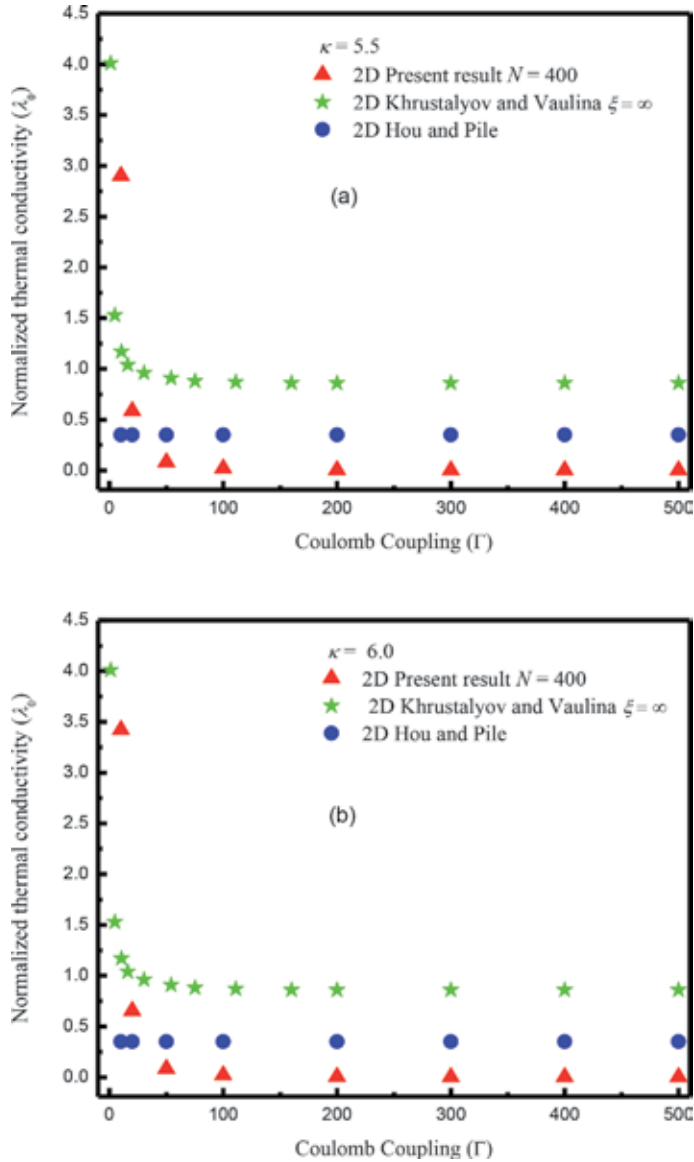 4.5
κ = 5.5
4.0
2D Present result N = 400
2D Khrustalyov and Vaulina ξ = ∞
3.5
2D Hou and Pile
3.0
(a)
2.5
2.0
1.5
1.0
0.5
0.0
Normalized thermal conductivity (λ₀)
0 100 200 300 400 500
Coulomb Coupling (Γ)
4.5
κ = 6.0
4.0
2D Present result N = 400
2D Khrustalyov and Vaulina ξ = ∞
3.5
2D Hou and Pile
3.0
(b)
2.5
2.0
1.5
1.0
0.5
0.0
Normalized thermal conductivity (λ₀)
0 100 200 300 400 500
Coulomb Coupling (Γ)